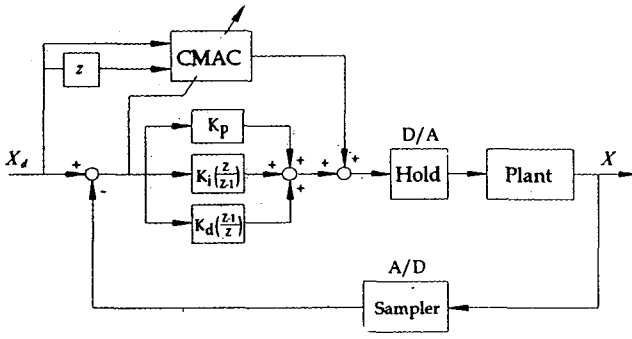 CMAC
z
K_p
D/A
X_d
+
-
K_i(z/z-1)
+
+
+
+
+
Hold
Plant
X
K_d(z-1/z)
A/D
Sampler